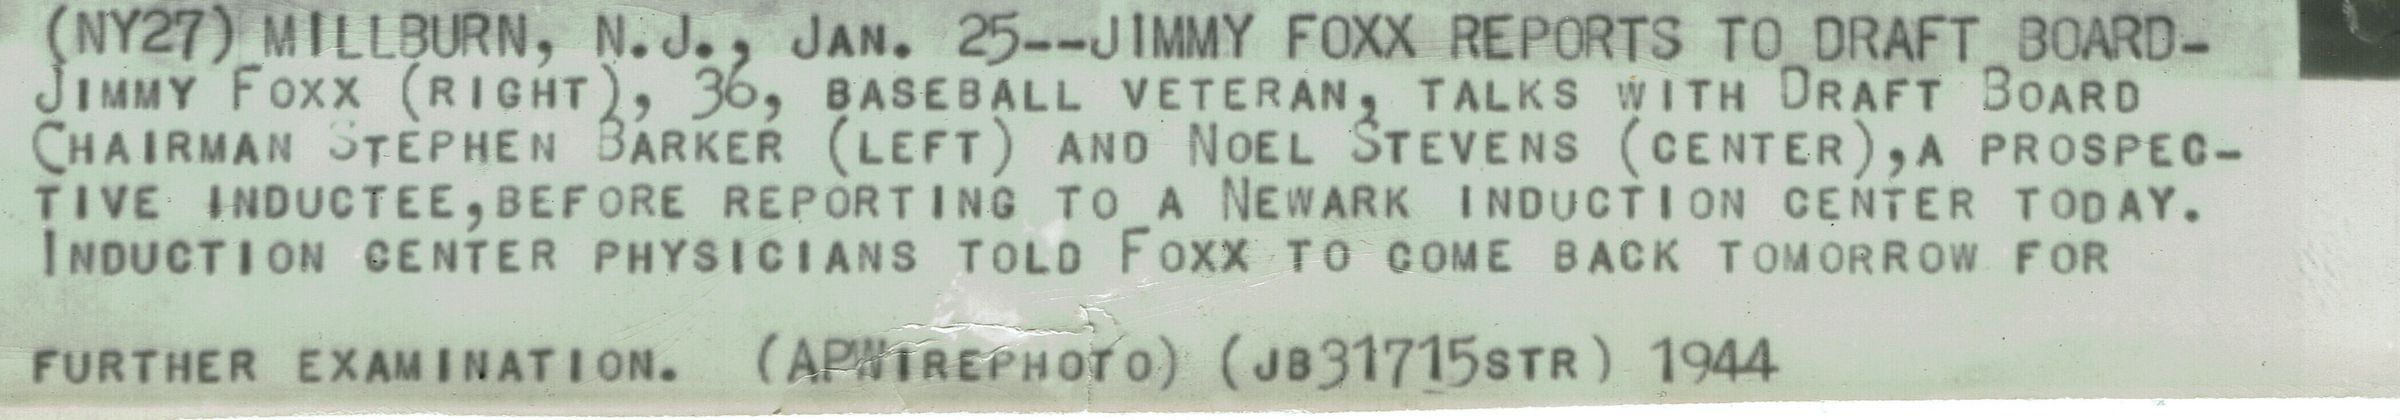 (NY27) MILLBURN, N.J., JAN. 25--JIMMY FOXX REPORTS TO DRAFT BOARD-
JIMMY FOXX (RIGHT), 36, BASEBALL VETERAN, TALKS WITH DRAFT BOARD
CHAIRMAN STEPHEN BARKER (LEFT) AND NOEL STEVENS (CENTER),A PROSPEC-
TIVE INDUCTEE,BEFORE REPORTING TO A NEWARK INDUCTION CENTER TODAY.
INDUCTION CENTER PHYSICIANS TOLD FOXX TO COME BACK TOMORROW FOR
FURTHER EXAMINATION. (APWIREPHOTO) (JB31715STR) 1944